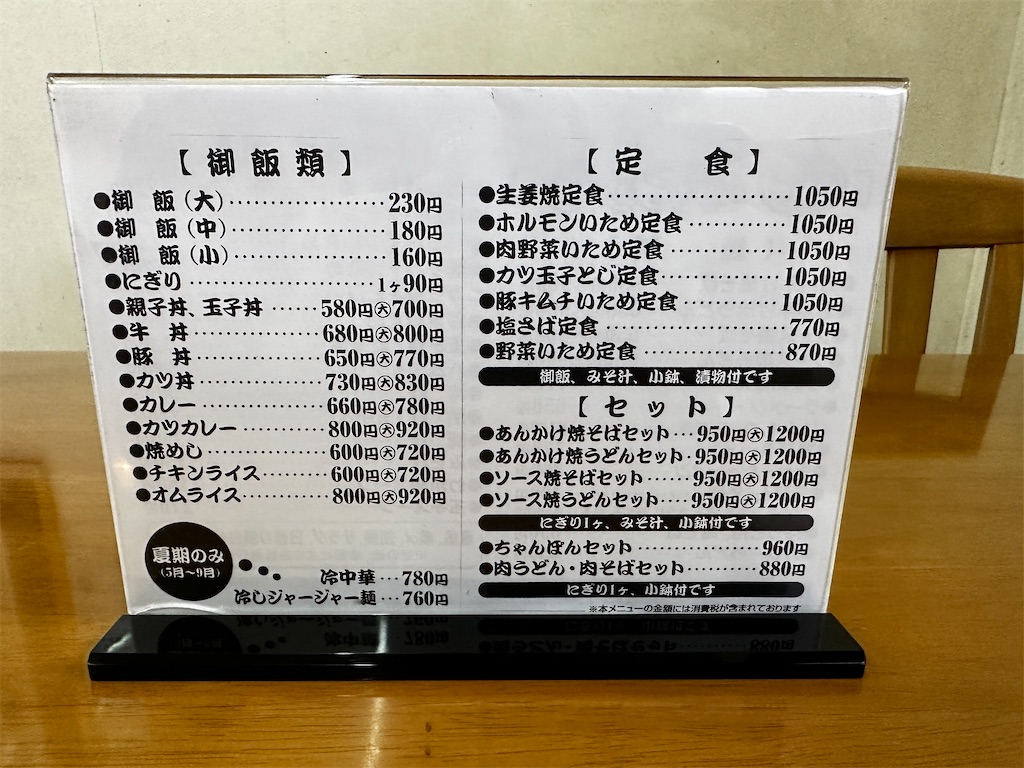 【御飯類】
●御飯(大)………………230円
●御飯(中)………………180円
●御飯(小)………………160円
●にぎり………………1ヶ90円
●親子丼、玉子丼……580円㊅700円
●牛丼………………680円㊅800円
●豚丼………………650円㊅770円
●カツ丼………………730円㊅830円
●カレー………………660円㊅780円
●カツカレー…………800円㊅920円
●焼めし………………600円㊅720円
●チキンライス………600円㊅720円
●オムライス…………800円㊅920円
夏期のみ
(5月〜9月)
冷中華…780円
冷しジャージャー麺…760円
【定食】
●生姜焼定食………………1050円
●ホルモンいため定食………1050円
●肉野菜いため定食…………1050円
●カツ玉子とじ定食…………1050円
●豚キムチいため定食………1050円
●塩さば定食………………770円
●野菜いため定食……………870円
御飯、みそ汁、小鉢、漬物付です
【セット】
●あんかけ焼そばセット…950円㊅1200円
●あんかけ焼うどんセット・950円㊅1200円
●ソース焼そばセット……950円㊅1200円
●ソース焼うどんセット…950円㊅1200円
にぎり1ヶ、みそ汁、小鉢付です
●ちゃんぽんセット…………960円
●肉うどん・肉そばセット……880円
にぎり1ヶ、小鉢付です
※本メニューの金額には消費税が含まれております